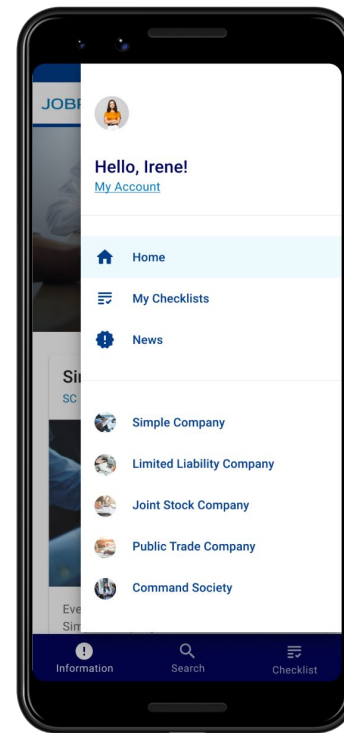 JOBF
Hello, Irene!
My Account
Home
My Checklists
News
Sir
SC
Simple Company
Limited Liability Company
Joint Stock Company
Public Trade Company
Command Society
Eve
Sim
Information
Search
Checklist